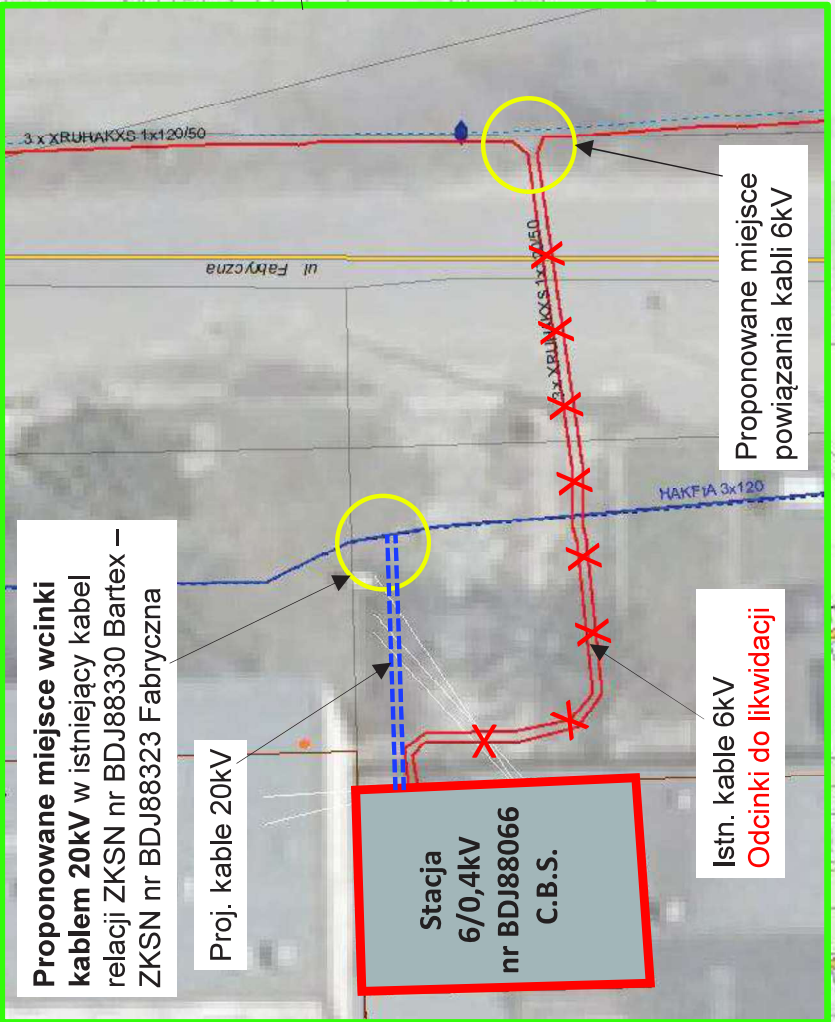 Proponowane miejsce wcinki
kablem 20kV w istniejący kabel
relacji ZKSN nr BDJ88330 Bartex –
ZKSN nr BDJ88323 Fabryczna
Proj. kable 20kV
Stacja
6/0,4kV
nr BDJ88066
C.B.S.
Istn. kable 6kV
Odcinki do likwidacji
Proponowane miejsce
powiązania kabli 6kV
3 x XRUHAKXS 1x120/50
ul Fabryczna
3x XRUHAKXS 1x120/50
HAKFtA 3x120